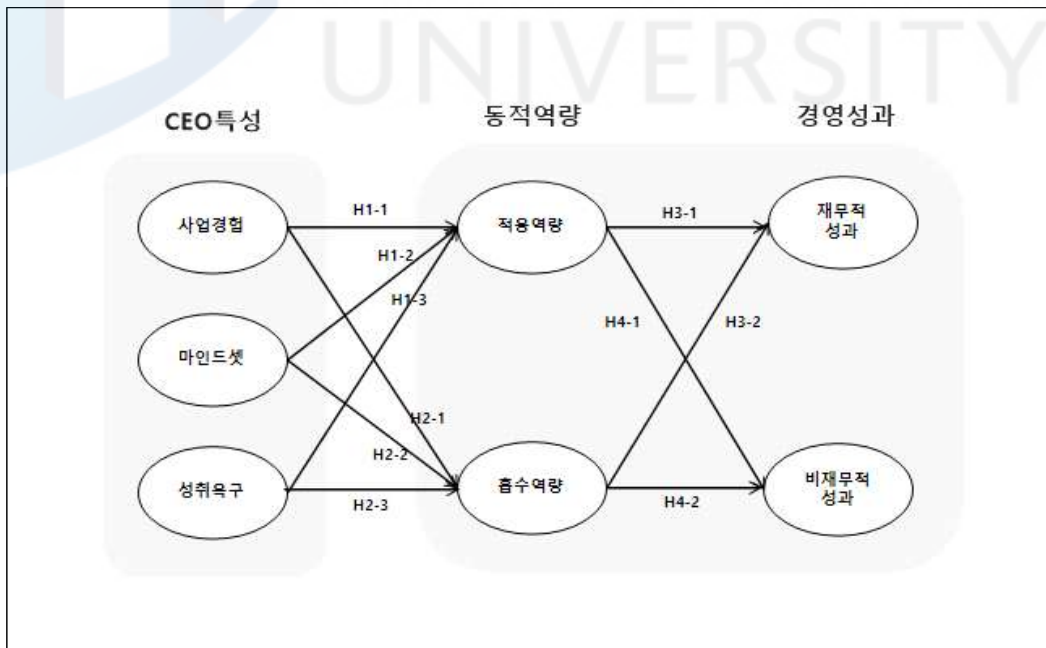 UNIVERSITY
CEO특성
동적역량
경영성과
사업경험
H1-1
적용역량
H3-1
재무적
성과
H1-2
H1-3
마인드셋
H4-1
H3-2
H2-1
H2-2
성취욕구
H2-3
흡수역량
H4-2
비재무적
성과